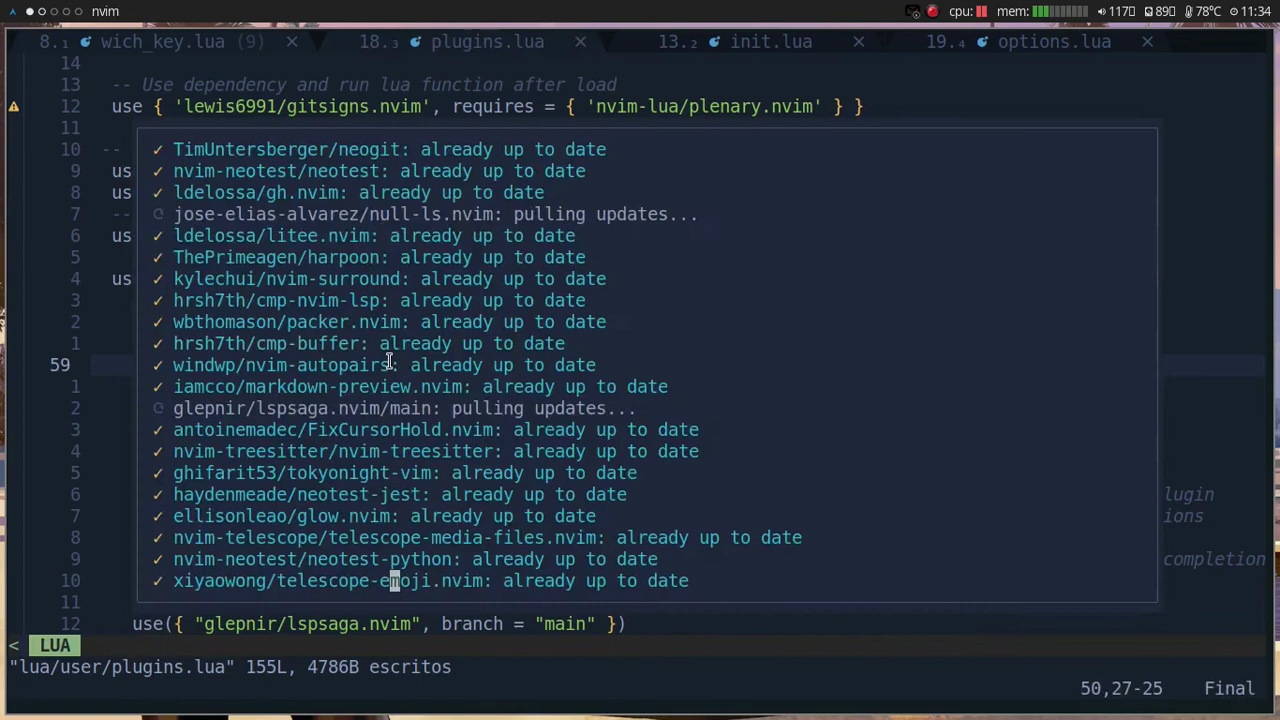 nvim cpu: mem: 117 89 78°C 11:34
8.₁ wich_key.lua (9) × 18.₃ plugins.lua × 13.₂ init.lua × 19.₄ options.lua ×
14
13 -- Use dependency and run lua function after load
12 use { 'lewis6991/gitsigns.nvim', requires = { 'nvim-lua/plenary.nvim' } }
11
10 -- ✓ TimUntersberger/neogit: already up to date
9 us ✓ nvim-neotest/neotest: already up to date
8 us ✓ ldelossa/gh.nvim: already up to date
7 -- jose-elias-alvarez/null-ls.nvim: pulling updates...
6 us ✓ ldelossa/litee.nvim: already up to date
5 ✓ ThePrimeagen/harpoon: already up to date
4 us ✓ kylechui/nvim-surround: already up to date
3 ✓ hrsh7th/cmp-nvim-lsp: already up to date
2 ✓ wbthomason/packer.nvim: already up to date
1 ✓ hrsh7th/cmp-buffer: already up to date
59 ✓ windwp/nvim-autopairs: already up to date
1 ✓ iamcco/markdown-preview.nvim: already up to date
2 glepnir/lspsaga.nvim/main: pulling updates...
3 ✓ antoinemadec/FixCursorHold.nvim: already up to date
4 ✓ nvim-treesitter/nvim-treesitter: already up to date
5 ✓ ghifarit53/tokyonight-vim: already up to date
6 ✓ haydenmeade/neotest-jest: already up to date lugin
7 ✓ ellisonleao/glow.nvim: already up to date ions
8 ✓ nvim-telescope/telescope-media-files.nvim: already up to date
9 ✓ nvim-neotest/neotest-python: already up to date completion
10 ✓ xiyaowong/telescope-emoji.nvim: already up to date
11
12 use({ "glepnir/lspsaga.nvim", branch = "main" })
< LUA
"lua/user/plugins.lua" 155L, 4786B escritos
50,27-25 Final